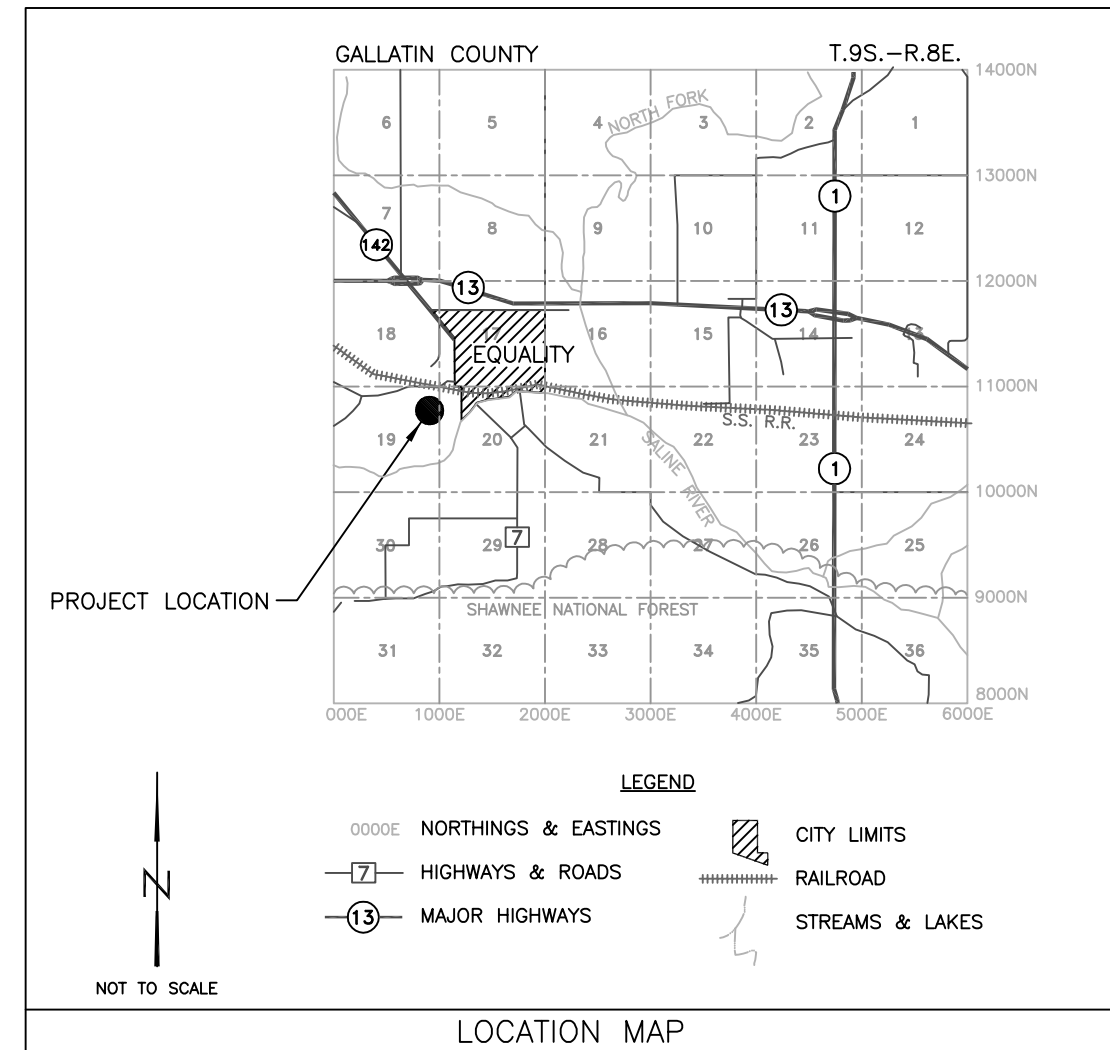 GALLATIN COUNTY T.9S.-R.8E.
14000N
NORTH FORK
6 5 4 3 2 1
13000N
1
7 8 9 10 11 12
142
12000N
13 13
18 17 16 15 14
EQUALITY
11000N
S.S. R.R.
19 20 21 22 23 24
SALINE RIVER
1
10000N
7
30 29 28 27 26 25
PROJECT LOCATION
9000N
SHAWNEE NATIONAL FOREST
31 32 33 34 35 36
8000N
000E 1000E 2000E 3000E 4000E 5000E 6000E
LEGEND
0000E NORTHINGS & EASTINGS
CITY LIMITS
7 HIGHWAYS & ROADS
RAILROAD
13 MAJOR HIGHWAYS
STREAMS & LAKES
N
NOT TO SCALE
LOCATION MAP